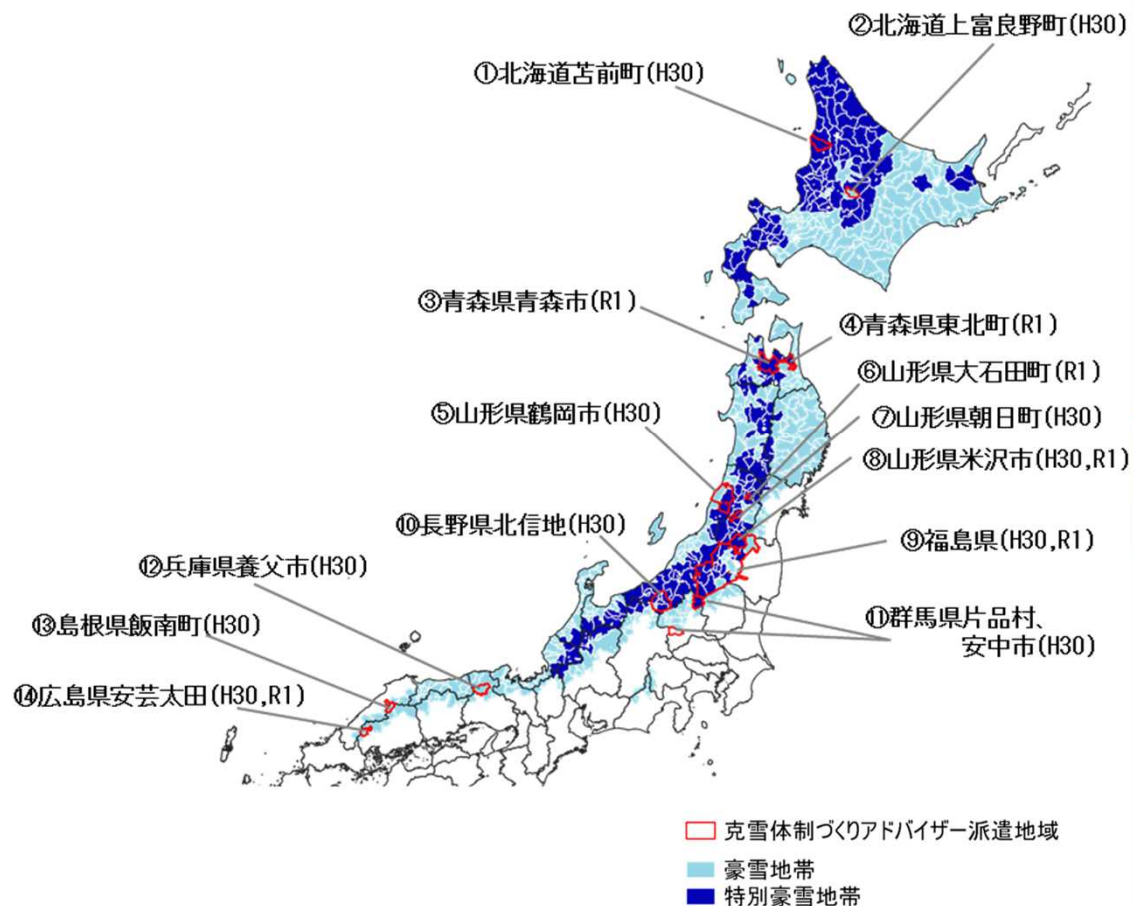 ②北海道上富良野町(H30)
①北海道苫前町(H30)
③青森県青森市(R1)
④青森県東北町(R1)
⑥山形県大石田町(R1)
⑤山形県鶴岡市(H30)
⑦山形県朝日町(H30)
⑧山形県米沢市(H30,R1)
⑩長野県北信地(H30)
⑨福島県(H30,R1)
⑫兵庫県養父市(H30)
⑪群馬県片品村、
安中市(H30)
⑬島根県飯南町(H30)
⑭広島県安芸太田(H30,R1)
克雪体制づくりアドバイザー派遣地域
豪雪地帯
特別豪雪地帯